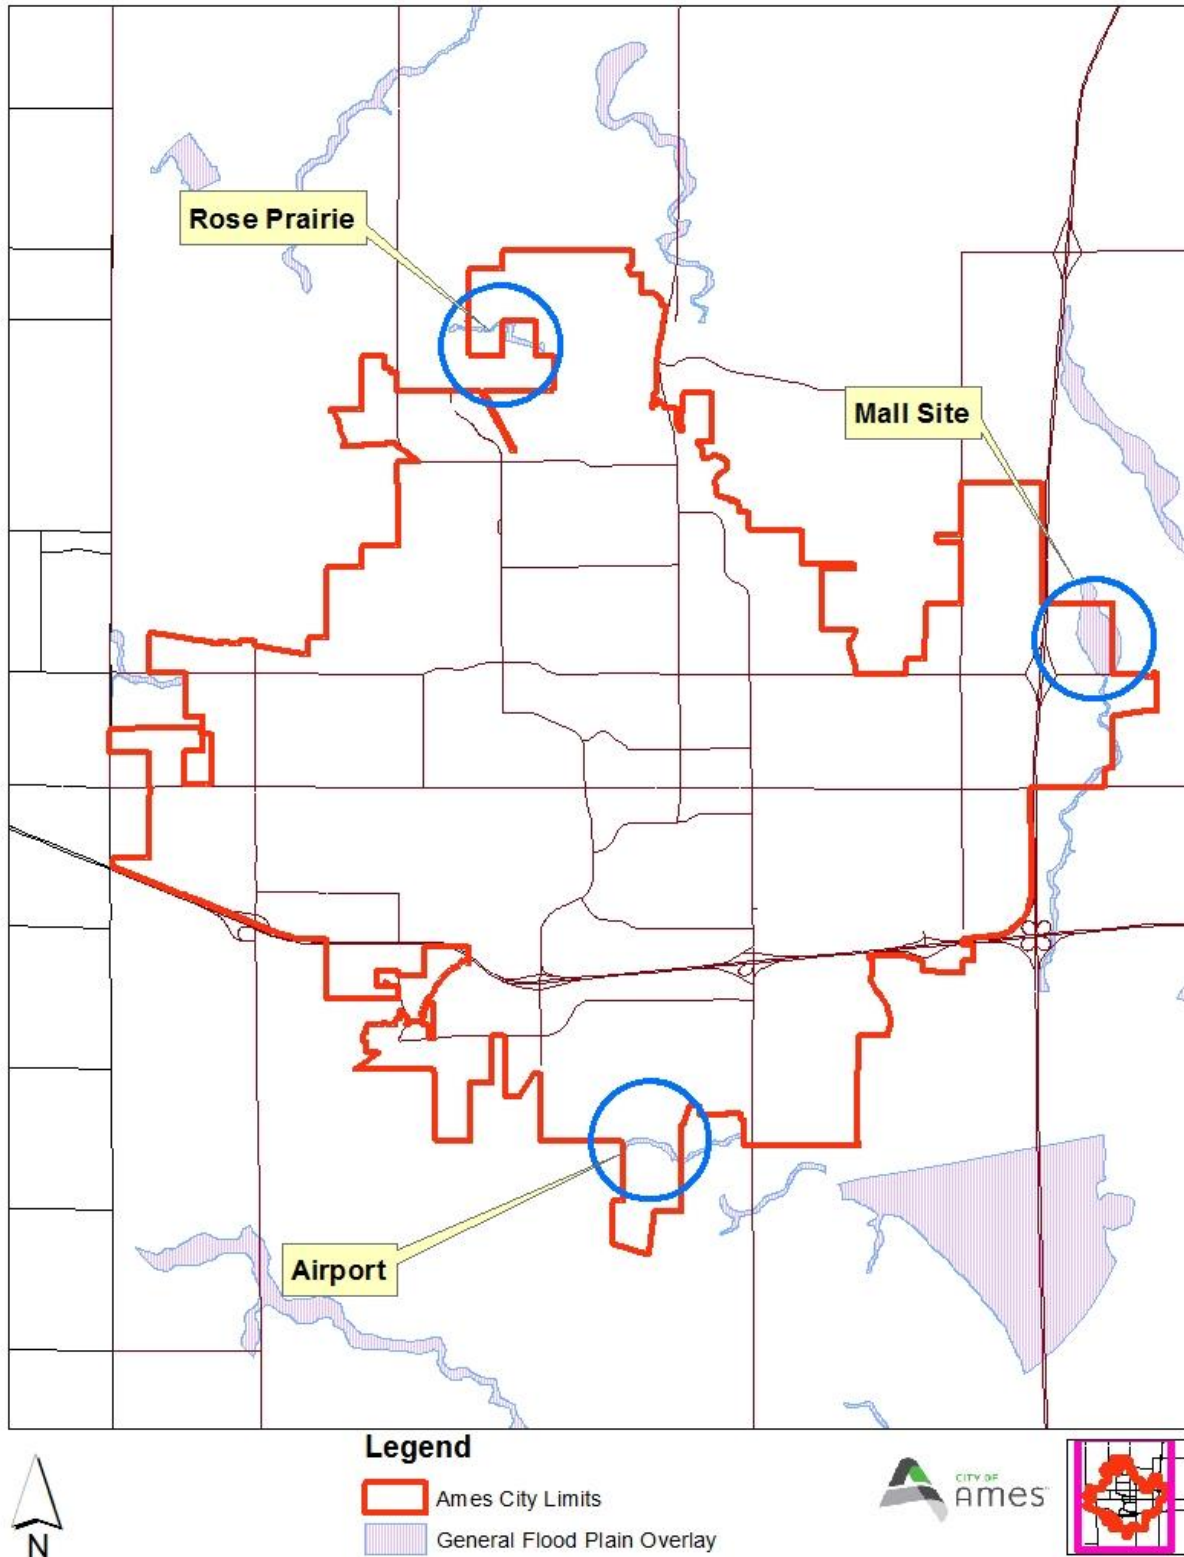 Rose Prairie
Mall Site
Airport
Legend
Ames City Limits
General Flood Plain Overlay
N
CITY OF
Ames